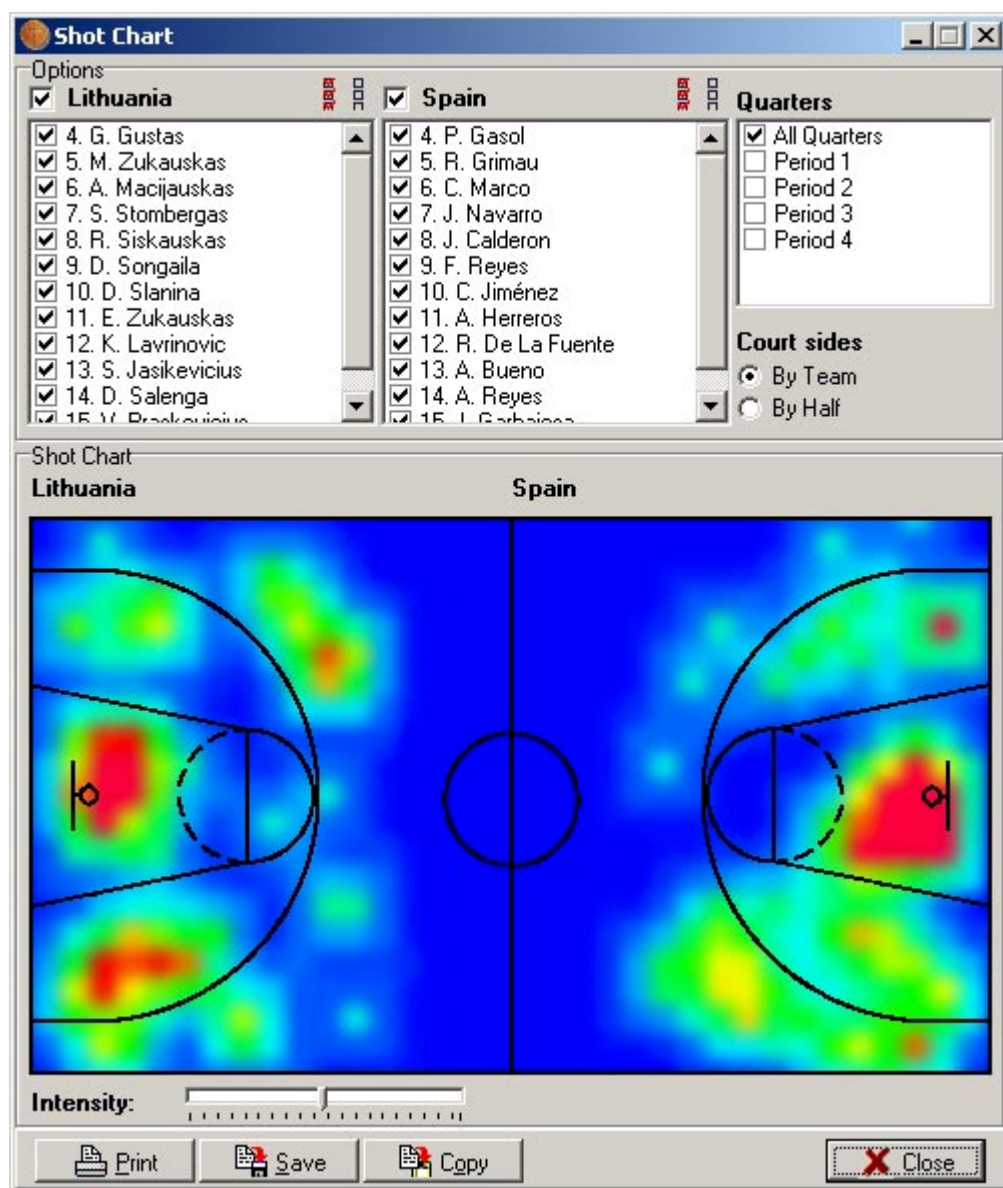 Shot Chart
Options
Lithuania
Spain
Quarters
4. G. Gustas
5. M. Zukauskas
6. A. Macijauskas
7. S. Stombergas
8. R. Siskauskas
9. D. Songaila
10. D. Slanina
11. E. Zukauskas
12. K. Lavrinovic
13. S. Jasikevicius
14. D. Salenga
4. P. Gasol
5. R. Grimau
6. C. Marco
7. J. Navarro
8. J. Calderon
9. F. Reyes
10. C. Jiménez
11. A. Herreros
12. R. De La Fuente
13. A. Bueno
14. A. Reyes
All Quarters
Period 1
Period 2
Period 3
Period 4
Court sides
By Team
By Half
Shot Chart
Lithuania
Spain
Intensity:
Print
Save
Copy
Close